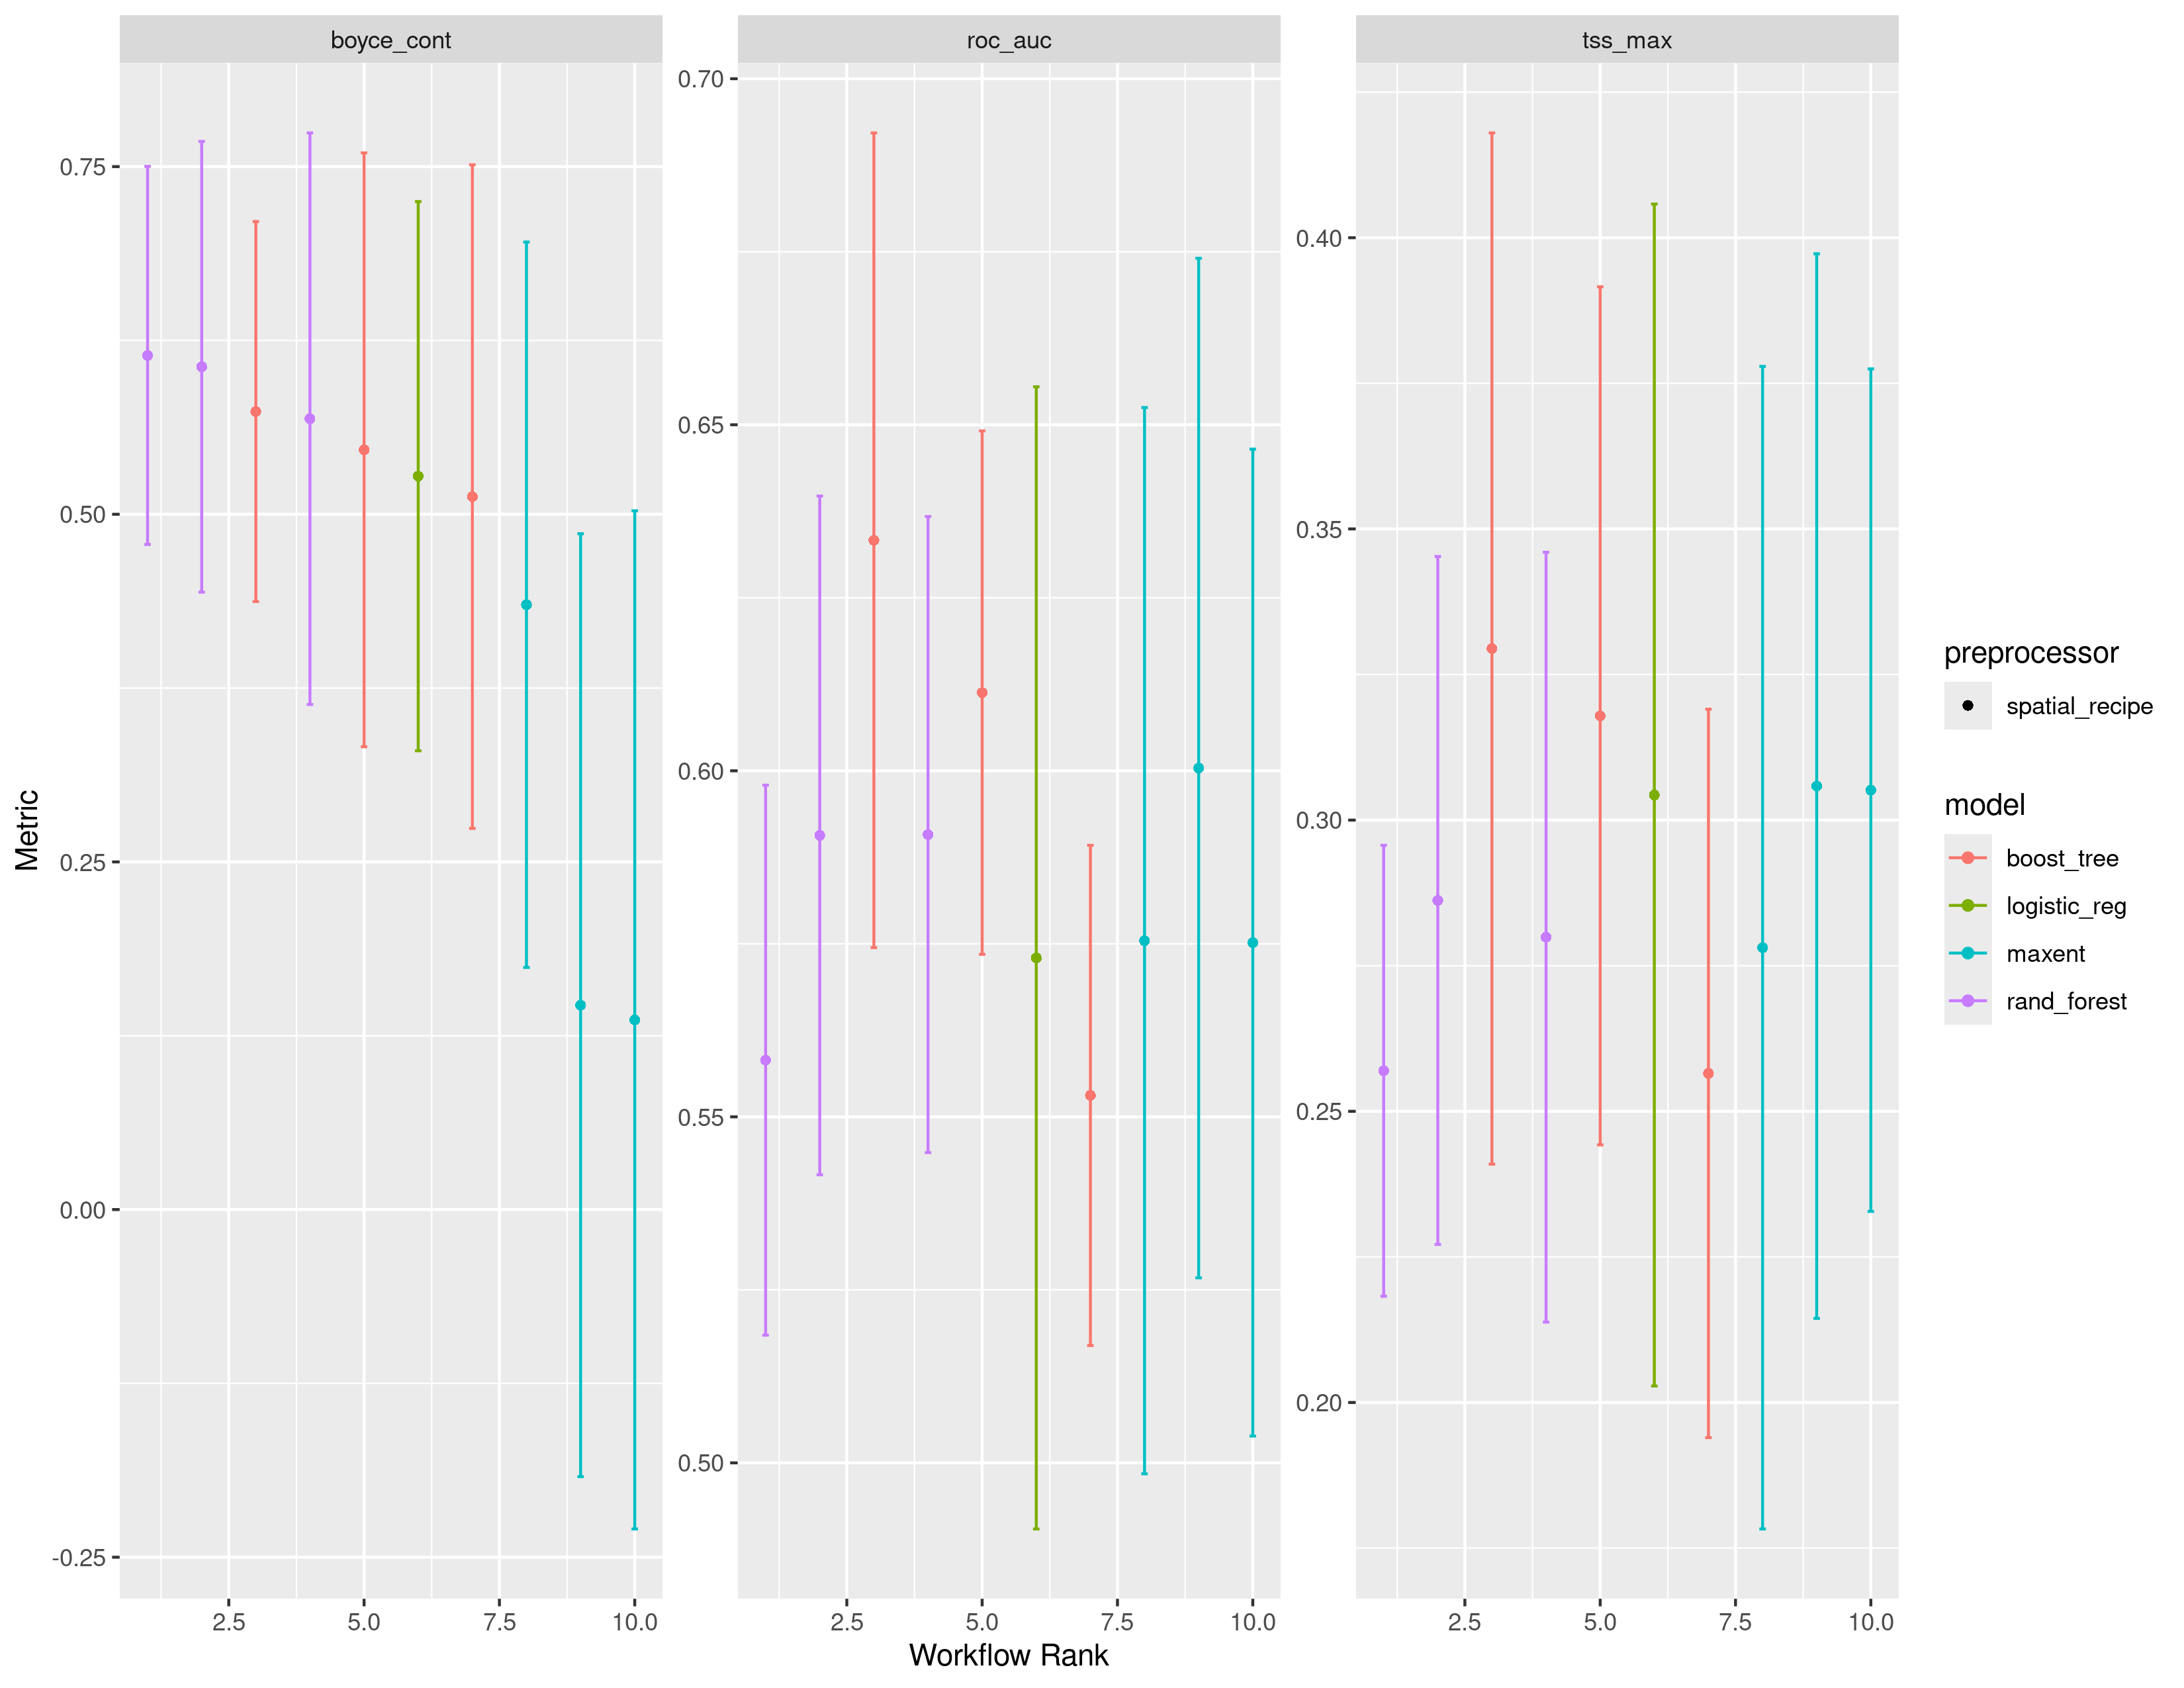 boyce_cont
roc_auc
tss_max
0.75
0.50
0.25
0.00
-0.25
0.70
0.65
0.60
0.55
0.50
0.40
0.35
0.30
0.25
0.20
2.5 5.0 7.5 10.0
2.5 5.0 7.5 10.0
2.5 5.0 7.5 10.0
Metric
Workflow Rank
preprocessor
spatial_recipe
model
boost_tree
logistic_reg
maxent
rand_forest